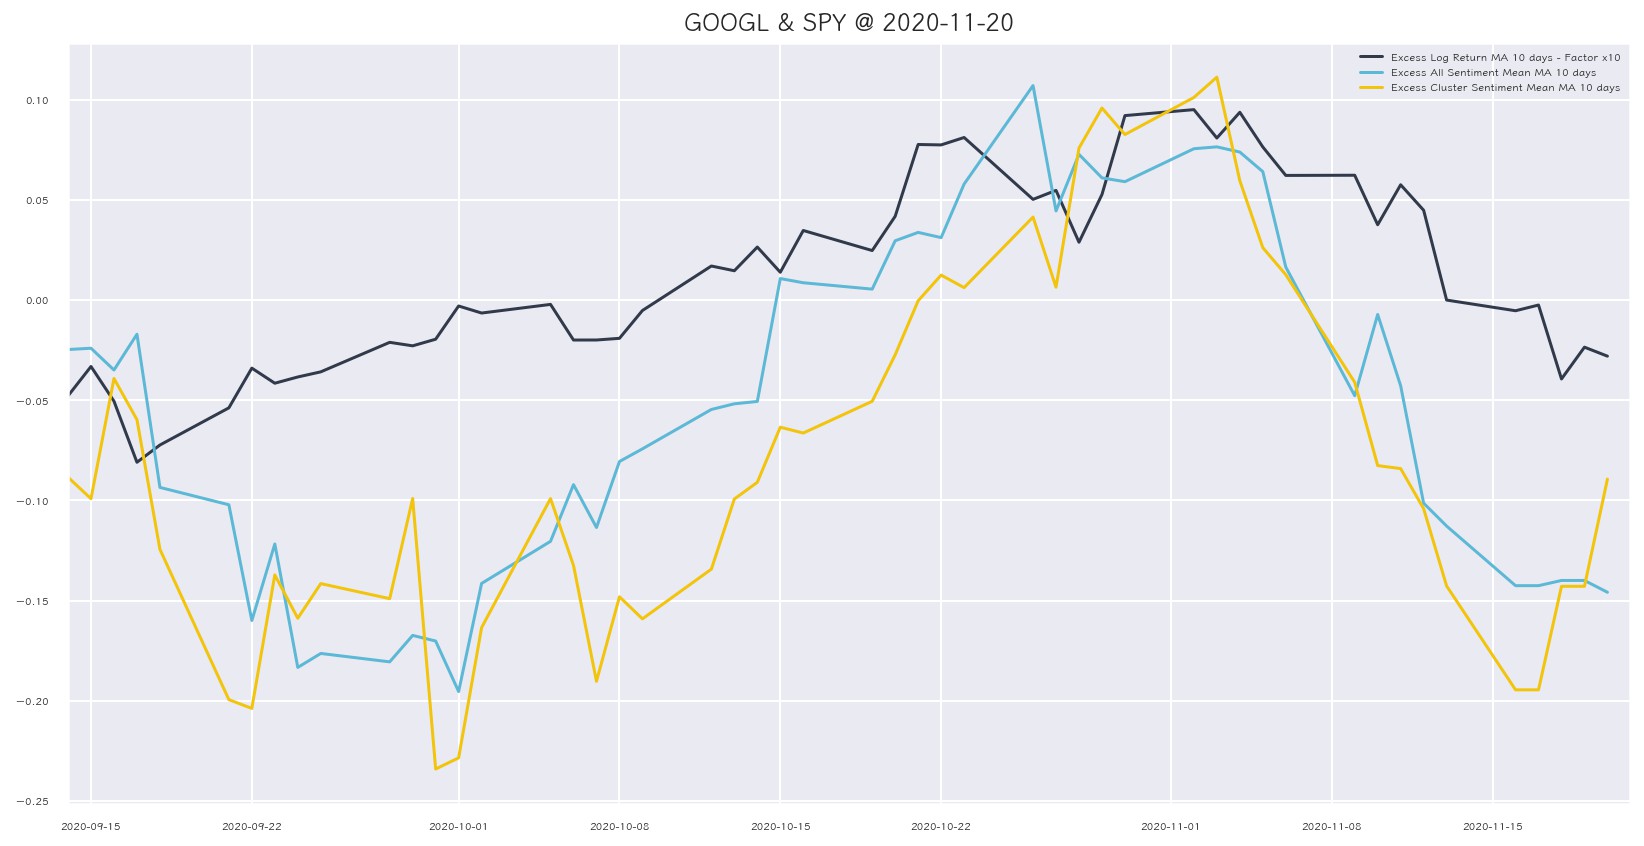 GOOGL & SPY @ 2020-11-20
Excess Log Return MA 10 days - Factor x10
Excess All Sentiment Mean MA 10 days
Excess Cluster Sentiment Mean MA 10 days
0.10
0.05
0.00
−0.05
−0.10
−0.15
−0.20
−0.25
2020-09-15 2020-09-22 2020-10-01 2020-10-08 2020-10-15 2020-10-22 2020-11-01 2020-11-08 2020-11-15